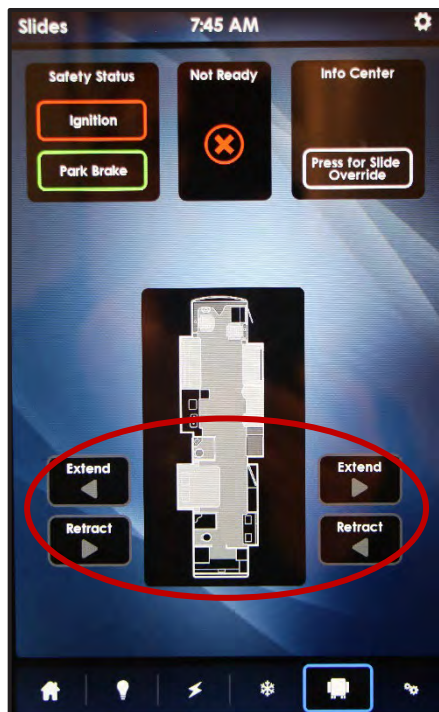 Slides
7:45 AM
Safety Status
Ignition
Park Brake
Not Ready
Info Center
Press for Slide
Override
Extend
Retract
Extend
Retract